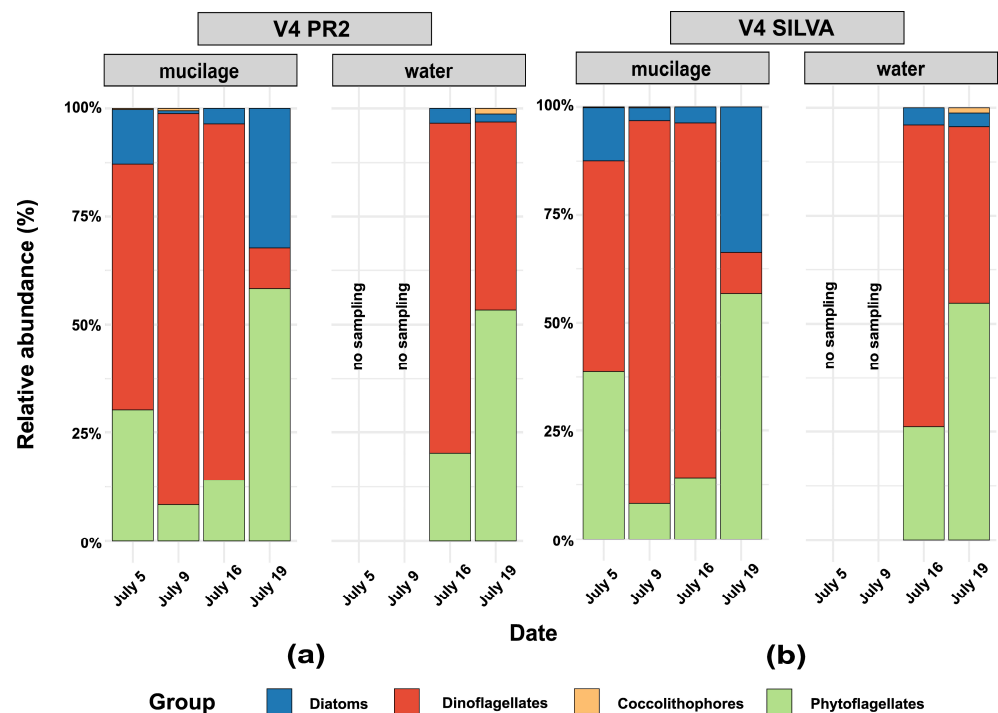 V4 PR2
V4 SILVA
mucilage
water
mucilage
water
Relative abundance (%)
100%
75%
50%
25%
0%
no sampling
no sampling
100%
75%
50%
25%
0%
no sampling
no sampling
July 5
July 9
July 16
July 19
July 5
July 9
July 16
July 19
July 5
July 9
July 16
July 19
July 5
July 9
July 16
July 19
Date
(a)
(b)
Group
Diatoms
Dinoflagellates
Coccolithophores
Phytoflagellates